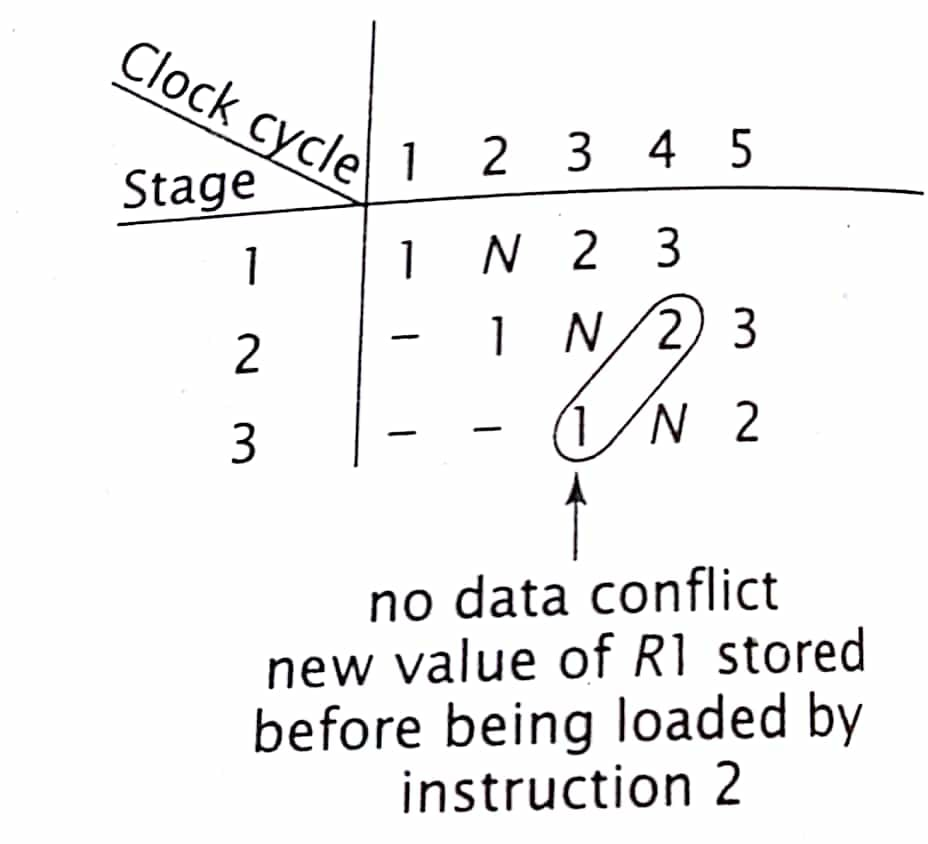 Clock cycle
Stage
1 2 3 4 5
1 1 N 2 3
2 – 1 N 2 3
3 – – 1 N 2
no data conflict
new value of R1 stored
before being loaded by
instruction 2